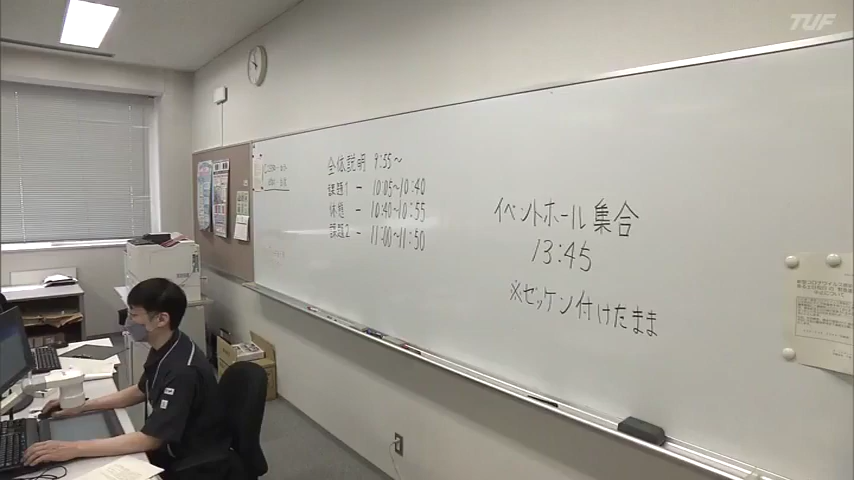 TUF
全体説明 9:55～
課題1 － 10:05～10:40
休憩 － 10:40～10:55
課題2 － 11:00～11:50
イベントホール集合
13:45
※ゼッケン付けたまま